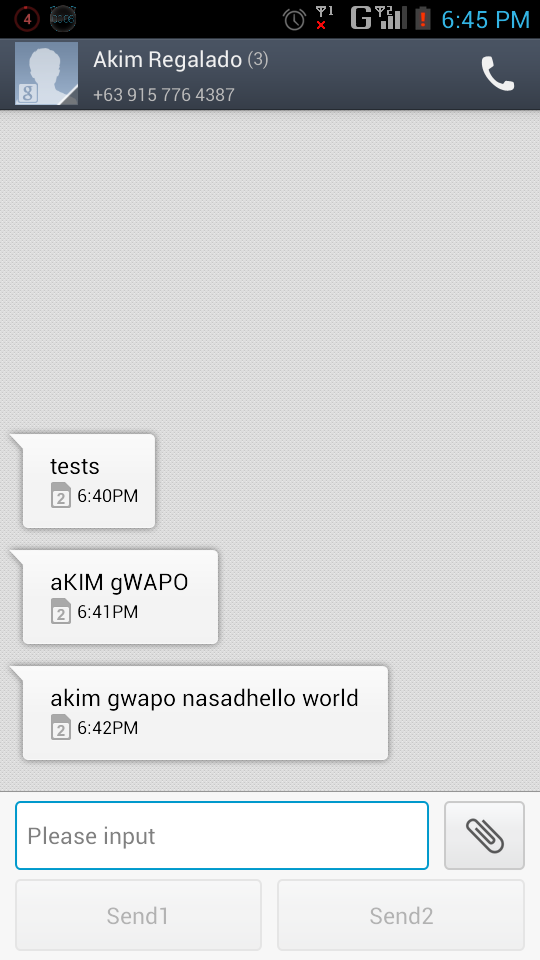 4
1
G
2
6:45 PM
Akim Regalado (3)
8
+63 915 776 4387
tests
2 6:40PM
aKIM gWAPO
2 6:41PM
akim gwapo nasadhello world
2 6:42PM
Please input
Send1
Send2